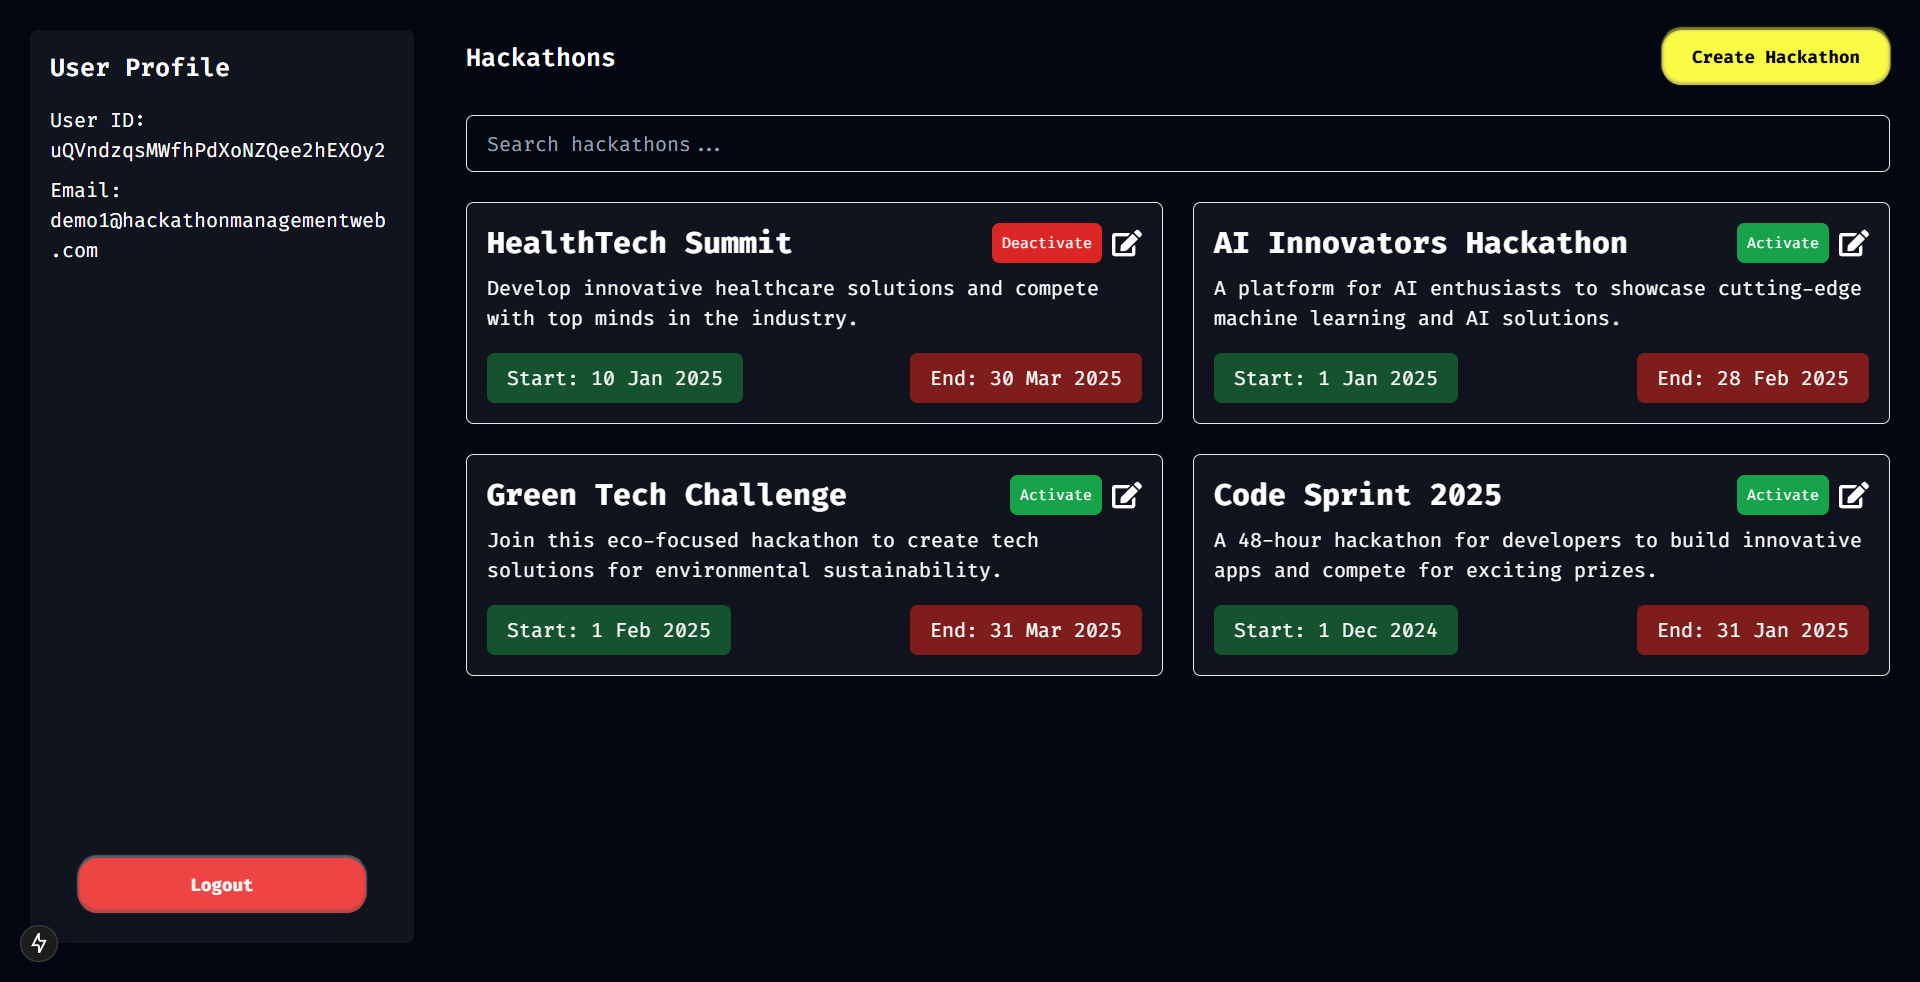 User Profile
User ID:
uQVndzqsMWfhPdXoNZQee2hEXOy2
Email:
demo1@hackathonmanagementweb
.com
Logout
Hackathons
Create Hackathon
Search hackathons...
HealthTech Summit
Deactivate
Develop innovative healthcare solutions and compete
with top minds in the industry.
Start: 10 Jan 2025
End: 30 Mar 2025
AI Innovators Hackathon
Activate
A platform for AI enthusiasts to showcase cutting-edge
machine learning and AI solutions.
Start: 1 Jan 2025
End: 28 Feb 2025
Green Tech Challenge
Activate
Join this eco-focused hackathon to create tech
solutions for environmental sustainability.
Start: 1 Feb 2025
End: 31 Mar 2025
Code Sprint 2025
Activate
A 48-hour hackathon for developers to build innovative
apps and compete for exciting prizes.
Start: 1 Dec 2024
End: 31 Jan 2025